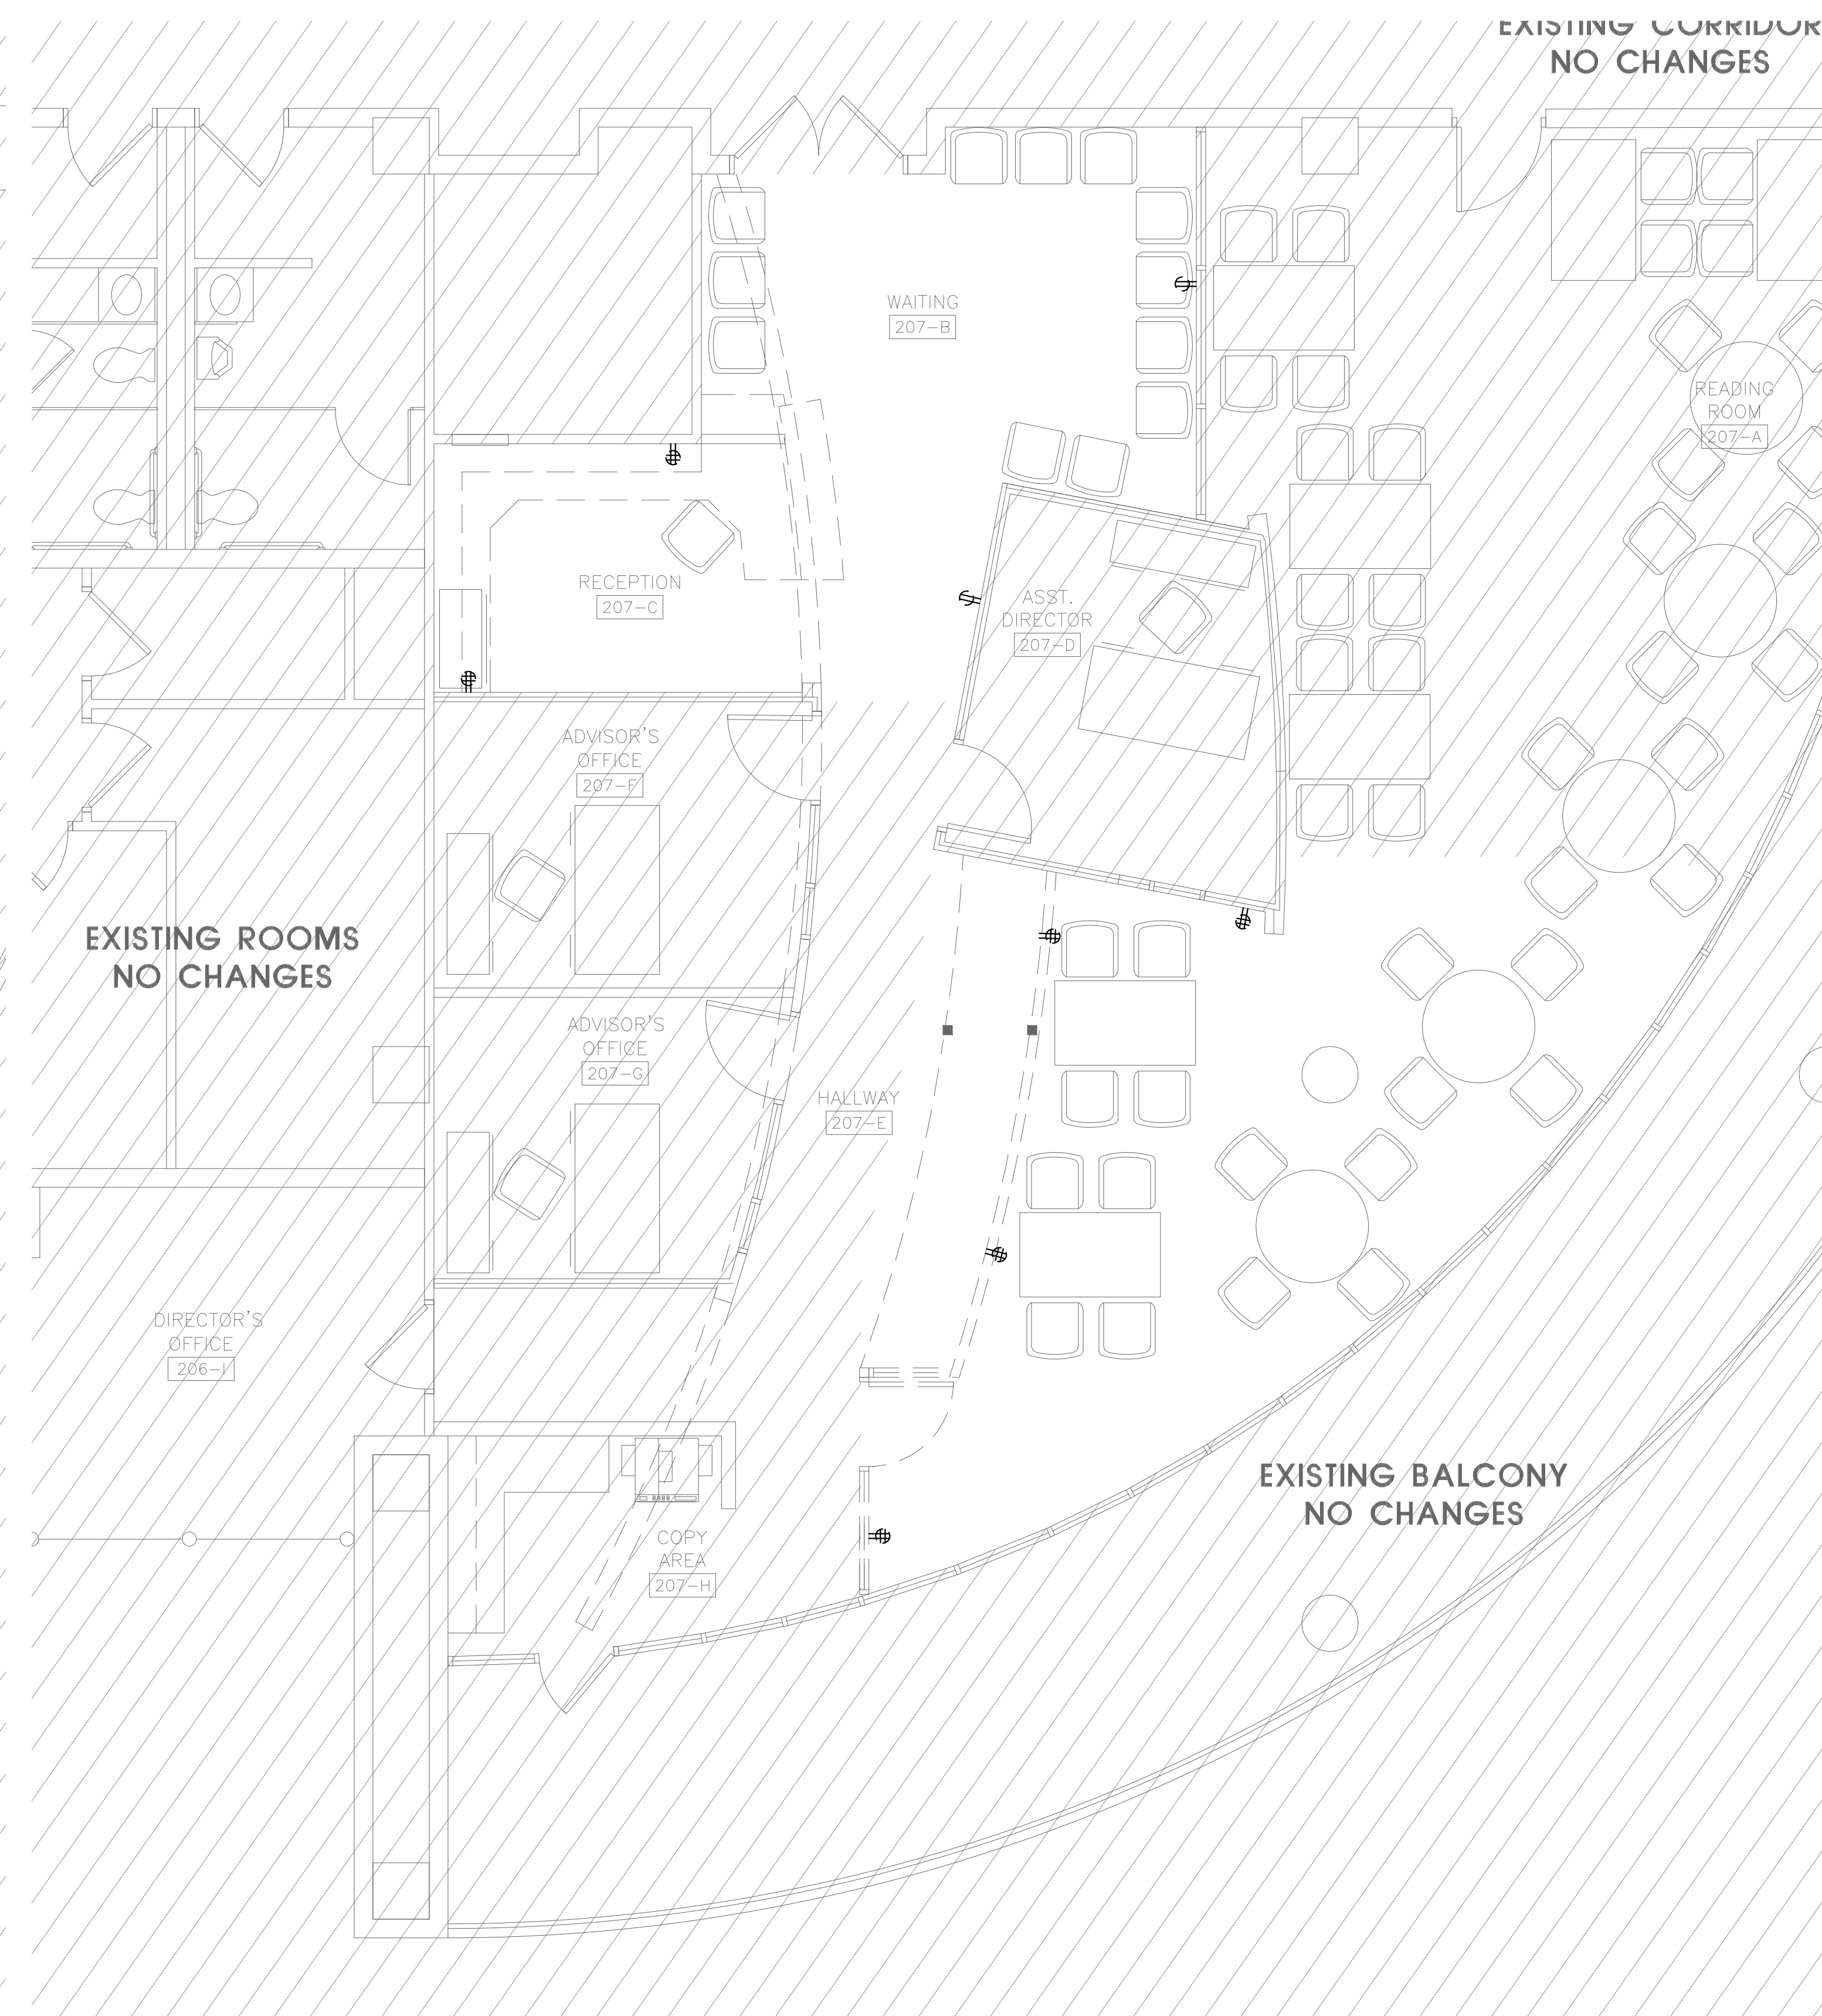 EXISTING CORRIDOR
NO CHANGES
WAITING
207-B
READING
ROOM
207-A
RECEPTION
207-C
ASST.
DIRECTOR
207-D
ADVISOR'S
OFFICE
207-F
EXISTING ROOMS
NO CHANGES
ADVISOR'S
OFFICE
207-G
HALLWAY
207-E
DIRECTOR'S
OFFICE
206-I
EXISTING BALCONY
NO CHANGES
COPY
AREA
207-H